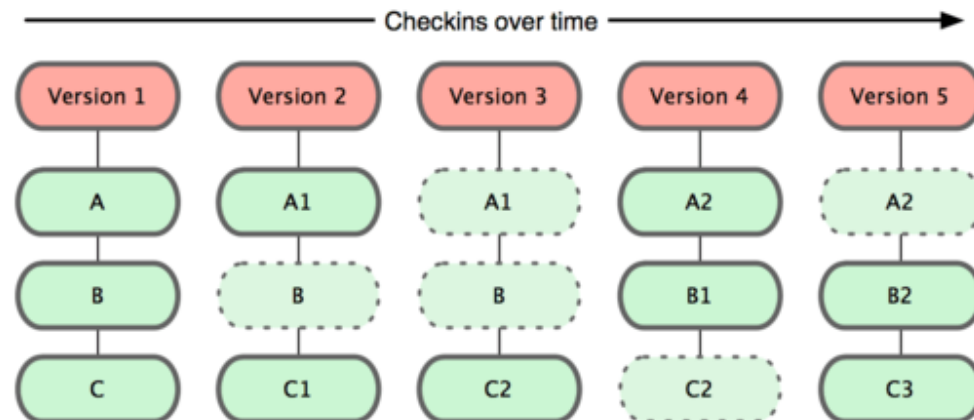 Checkins over time
Version 1 Version 2 Version 3 Version 4 Version 5
A A1 A1 A2 A2
B B B B1 B2
C C1 C2 C2 C3